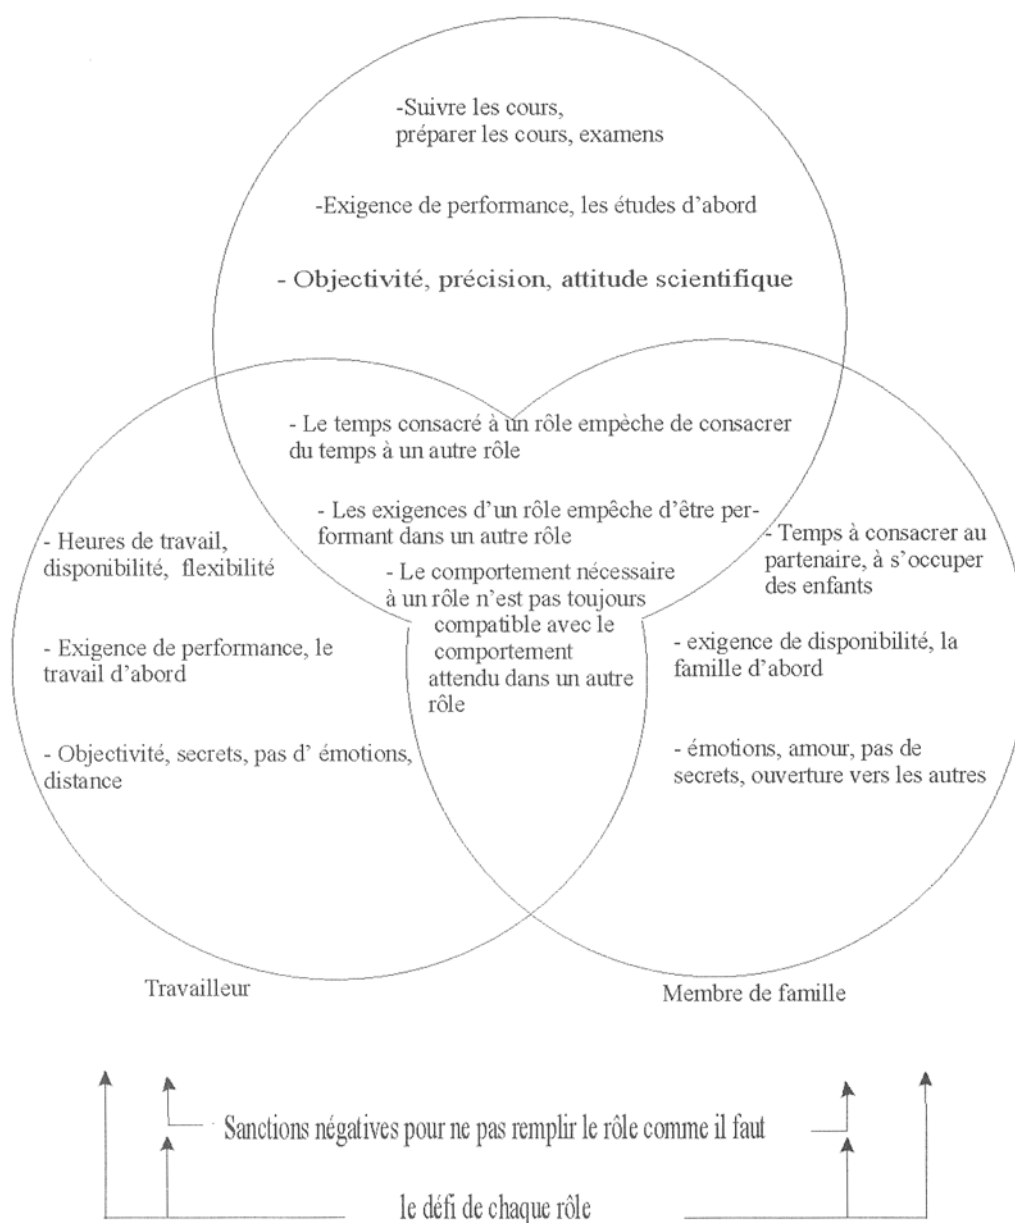 -Suivre les cours,
préparer les cours, examens
-Exigence de performance, les études d'abord
- Objectivité, précision, attitude scientifique
- Le temps consacré à un rôle empèche de consacrer
du temps à un autre rôle
- Les exigences d'un rôle empêche d'être per-
formant dans un autre rôle
- Le comportement nécessaire
à un rôle n'est pas toujours
compatible avec le
comportement
attendu dans un autre
rôle
- Heures de travail,
disponibilité, flexibilité
- Exigence de performance, le
travail d'abord
- Objectivité, secrets, pas d' émotions,
distance
- Temps à consacrer au
partenaire, à s'occuper
des enfants
- exigence de disponibilité, la
famille d'abord
- émotions, amour, pas de
secrets, ouverture vers les autres
Travailleur
Membre de famille
Sanctions négatives pour ne pas remplir le rôle comme il faut
le défi de chaque rôle